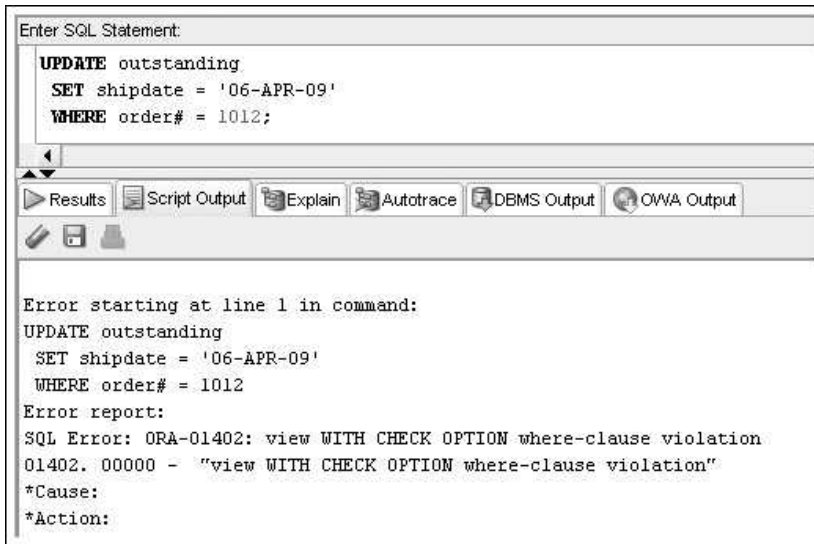 Enter SQL Statement:
UPDATE outstanding
SET shipdate = '06-APR-09'
WHERE order# = 1012;
Results Script Output Explain Autotrace DBMS Output OWA Output
Error starting at line 1 in command:
UPDATE outstanding
SET shipdate = '06-APR-09'
WHERE order# = 1012
Error report:
SQL Error: ORA-01402: view WITH CHECK OPTION where-clause violation
01402. 00000 - "view WITH CHECK OPTION where-clause violation"
*Cause:
*Action: